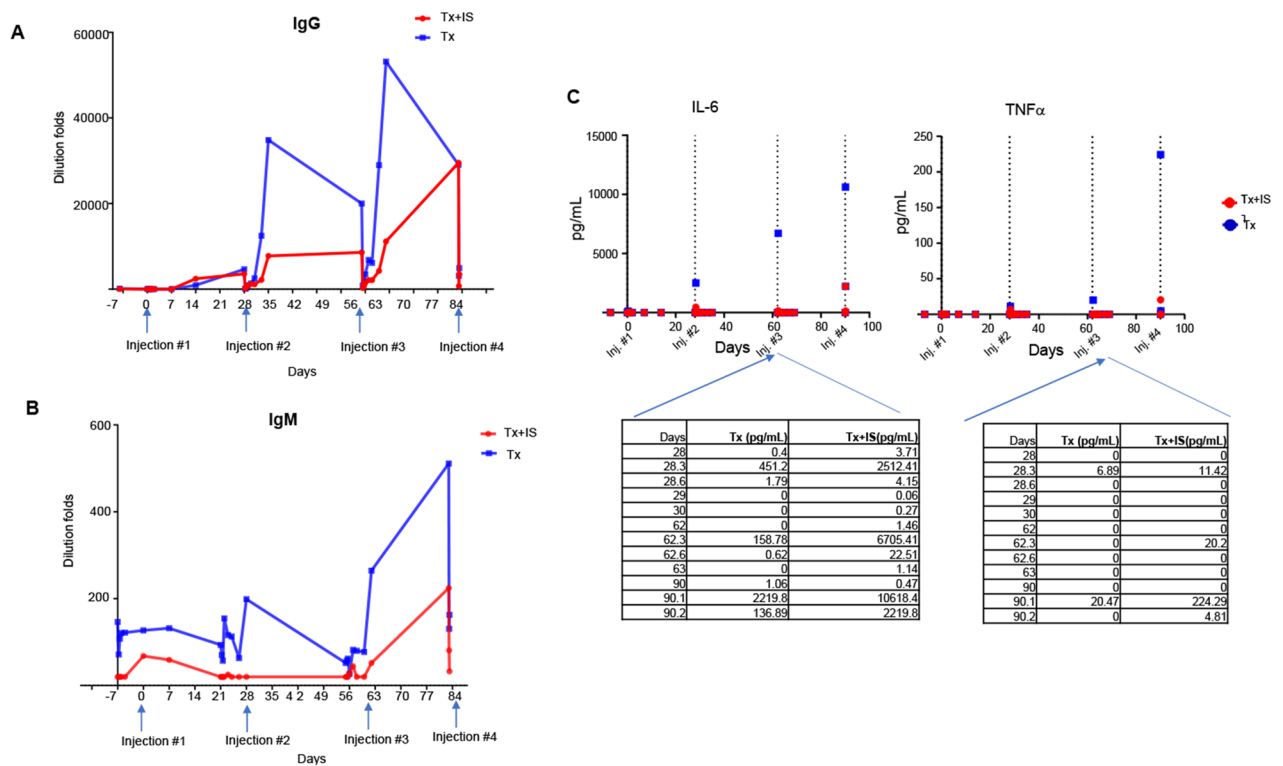 A
IgG
Tx+IS
Tx
60000
40000
20000
0
Dilution folds
-7 0 7 14 21 28 35 42 49 56 63 70 77 84
Injection #1 Injection #2 Injection #3 Injection #4
Days
B
IgM
Tx+IS
Tx
600
400
200
Dilution folds
-7 0 7 14 21 28 35 4 2 49 56 63 70 77 84
Injection #1 Injection #2 Injection #3 Injection #4
Days
C
IL-6
15000
10000
5000
pg/mL
0 20 40 60 80 100
Inj. #1 Inj. #2 Inj. #3 Inj. #4
Days
TNFα
250
200
150
100
50
0
pg/mL
0 20 40 60 80 100
Inj. #1 Inj. #2 Inj. #3 Inj. #4
Days
Tx+IS
Tx
Days Tx (pg/mL) Tx+IS(pg/mL)
28 0.4 3.71
28.3 451.2 2512.41
28.6 1.79 4.15
29 0 0.06
30 0 0.27
62 0 1.46
62.3 158.78 6705.41
62.6 0.62 22.51
63 0 1.14
90 1.06 0.47
90.1 2219.8 10618.4
90.2 136.89 2219.8
Days Tx (pg/mL) Tx+IS(pg/mL)
28 0 0
28.3 6.89 11.42
28.6 0 0
29 0 0
30 0 0
62 0 0
62.3 0 20.2
62.6 0 0
63 0 0
90 0 0
90.1 20.47 224.29
90.2 0 4.81